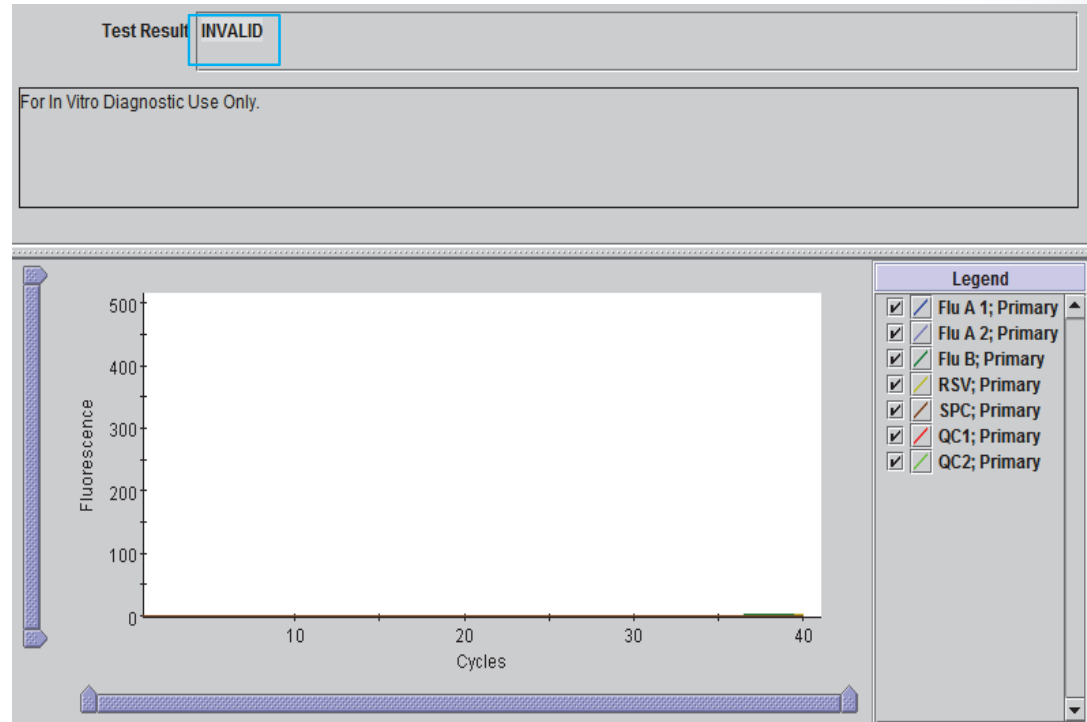 Test Result INVALID
For In Vitro Diagnostic Use Only.
Legend
Flu A 1; Primary
Flu A 2; Primary
Flu B; Primary
RSV; Primary
SPC; Primary
QC1; Primary
QC2; Primary
500
400
300
200
100
0
Fluorescence
10 20 30 40
Cycles